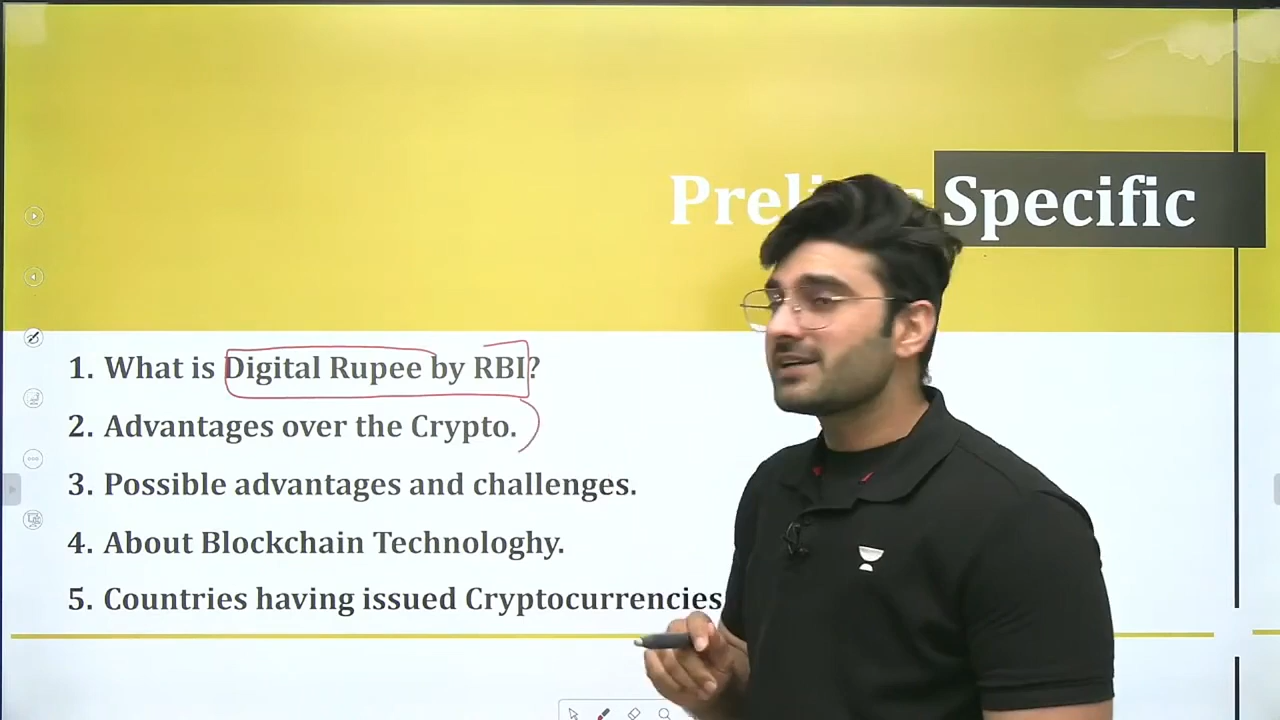 Specific
1. What is Digital Rupee by RBI?
2. Advantages over the Crypto.
3. Possible advantages and challenges.
4. About Blockchain Technologhy.
5. Countries having issued Cryptocurrencies